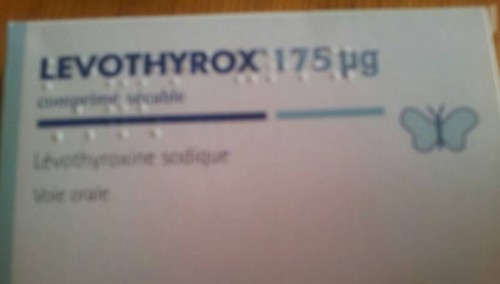 LEVOTHYROX 175 µg
comprimé sécable
Lévothyroxine sodique
Voie orale